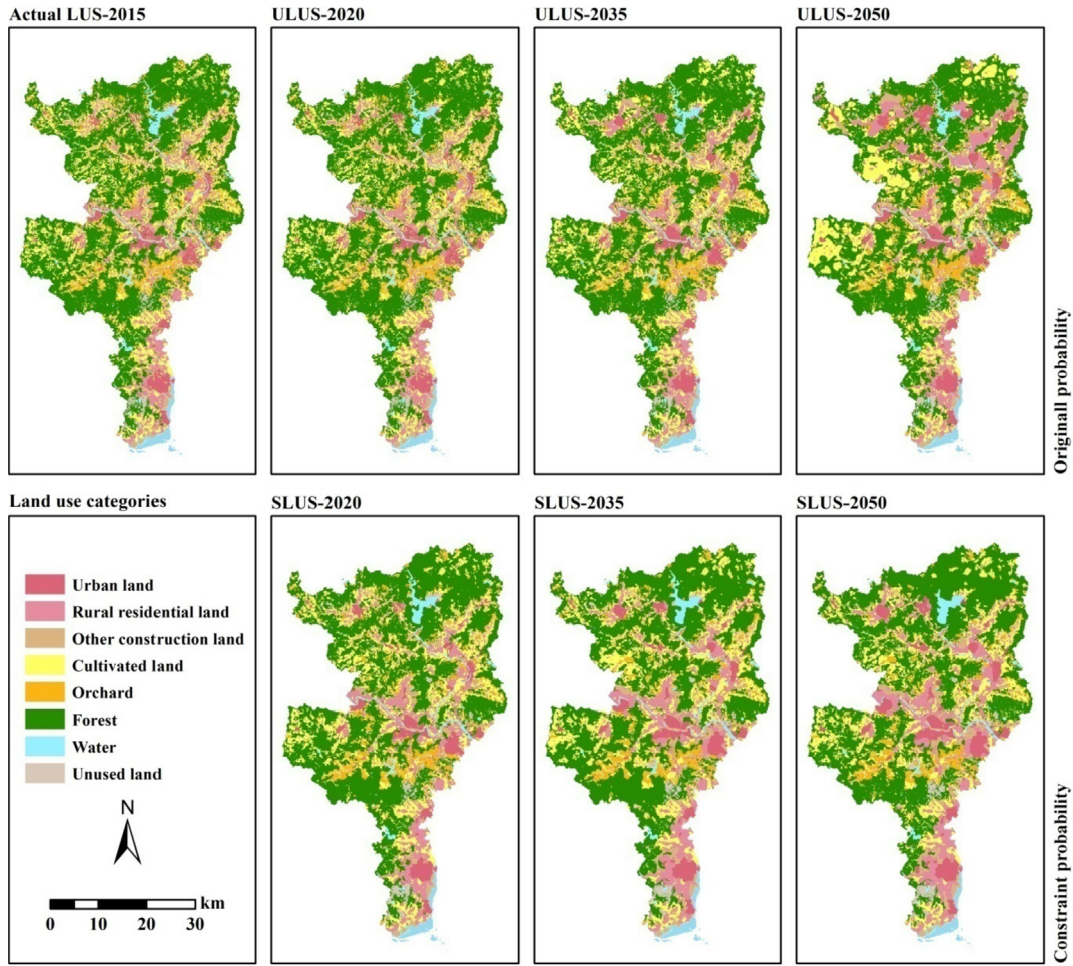 Actual LUS-2015
ULUS-2020
ULUS-2035
ULUS-2050
Originall probability
Land use categories
SLUS-2020
SLUS-2035
SLUS-2050
Urban land
Rural residential land
Other construction land
Cultivated land
Orchard
Forest
Water
Unused land
N
km
0 10 20 30
Constraint probability